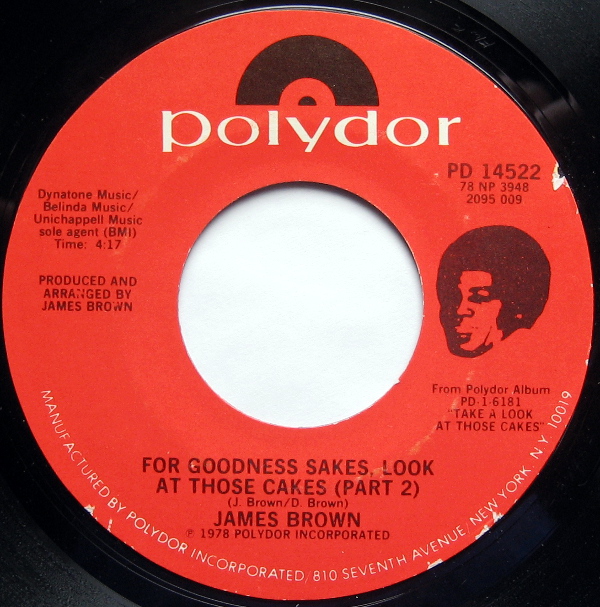 polydor
PD 14522
78 NP 3948
2095 009
Dynatone Music/
Belinda Music/
Unichappell Music
sole agent (BMI)
Time: 4:17
PRODUCED AND
ARRANGED BY
JAMES BROWN
From Polydor Album
PD-1-6181
"TAKE A LOOK
AT THOSE CAKES"
FOR GOODNESS SAKES, LOOK
AT THOSE CAKES (PART 2)
(J. Brown/D. Brown)
JAMES BROWN
℗ 1978 POLYDOR INCORPORATED
MANUFACTURED BY POLYDOR INCORPORATED/810 SEVENTH AVENUE/NEW YORK, N.Y. 10019